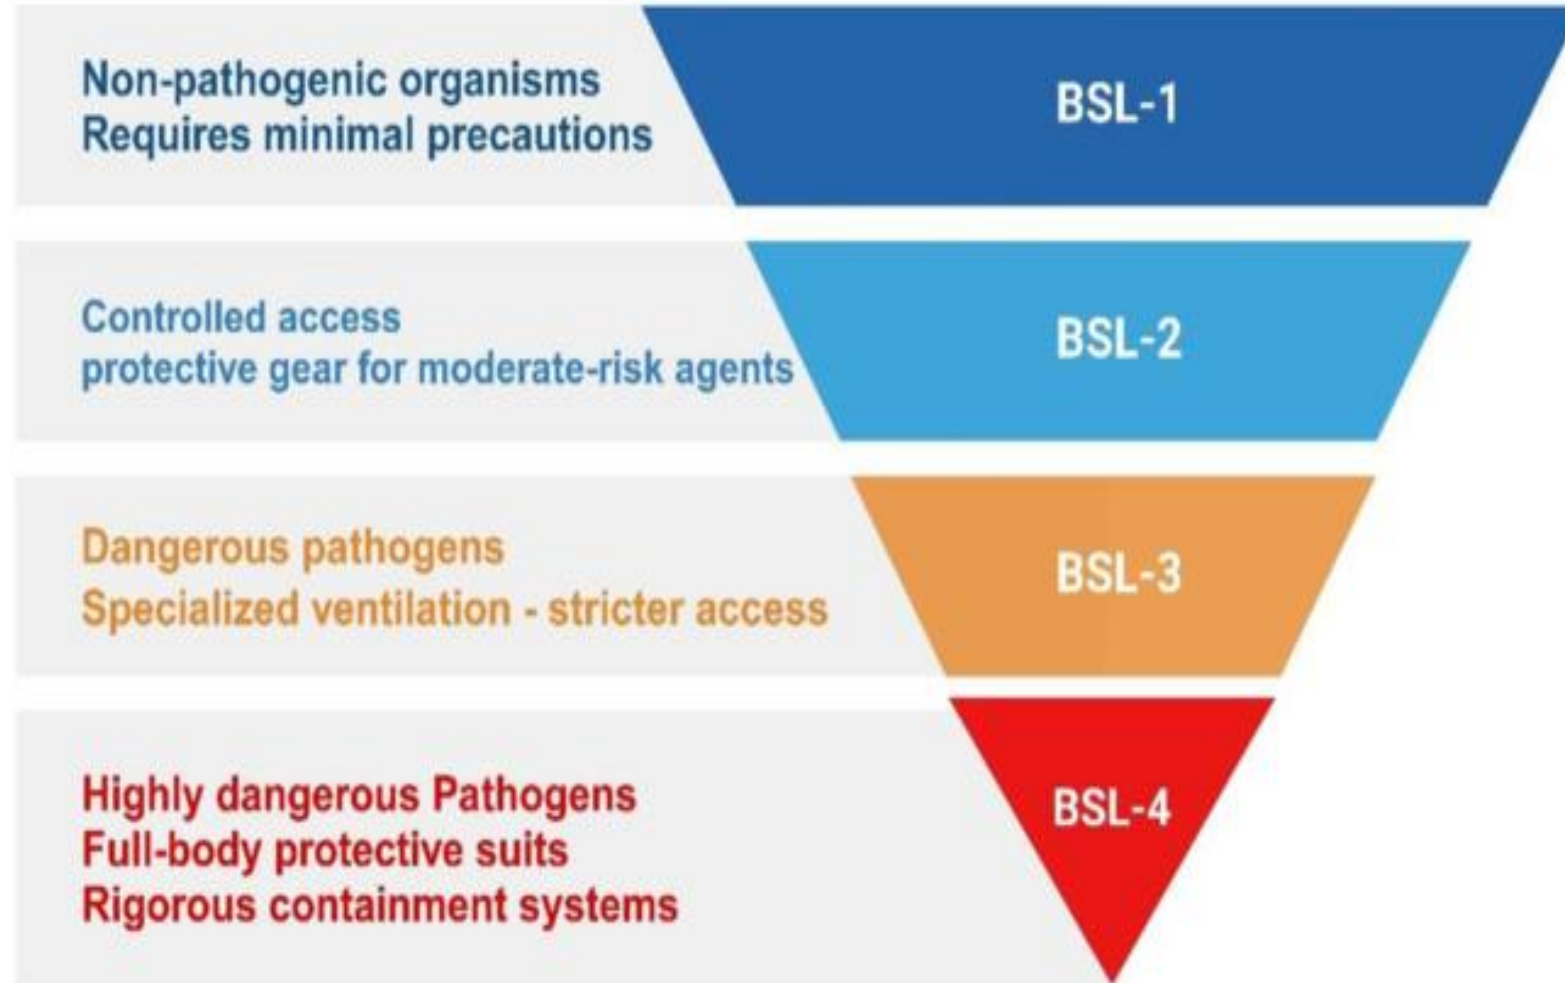 Non-pathogenic organisms
Requires minimal precautions
BSL-1
Controlled access
protective gear for moderate-risk agents
BSL-2
Dangerous pathogens
Specialized ventilation - stricter access
BSL-3
Highly dangerous Pathogens
Full-body protective suits
Rigorous containment systems
BSL-4